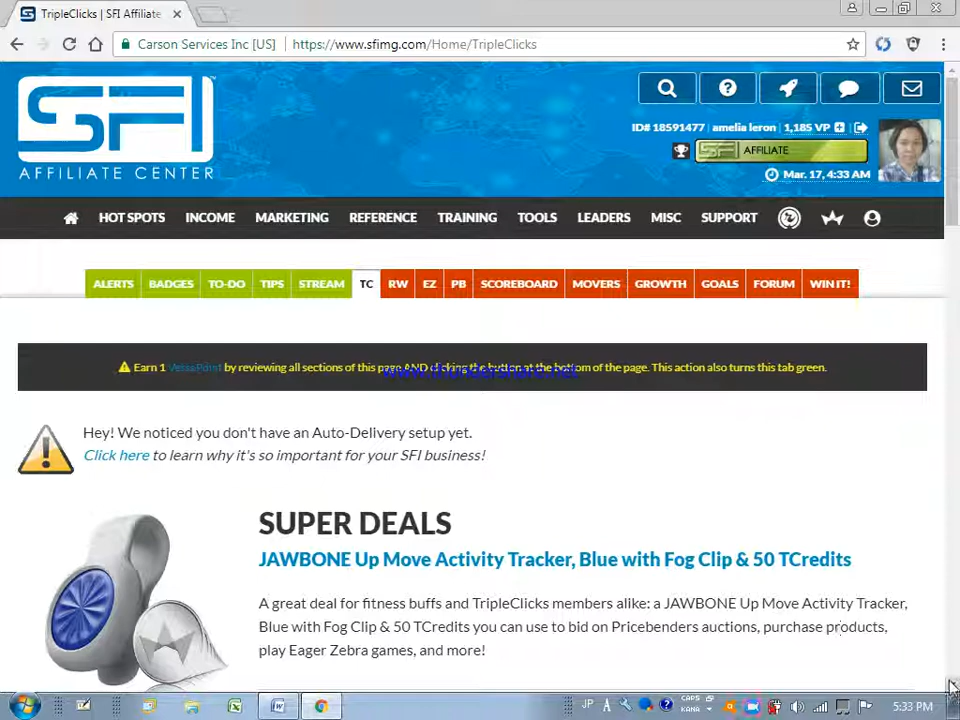 TripleClicks | SFI Affiliate
Carson Services Inc [US] https://www.sfimg.com/Home/TripleClicks
SFI
AFFILIATE CENTER
ID# 18591477 | amelia leron | 1,185 VP
SFI AFFILIATE
Mar. 17, 4:33 AM
HOT SPOTS INCOME MARKETING REFERENCE TRAINING TOOLS LEADERS MISC SUPPORT
ALERTS BADGES TO-DO TIPS STREAM TC RW EZ PB SCOREBOARD MOVERS GROWTH GOALS FORUM WIN IT!
Earn 1 VersaPoint by reviewing all sections of this page AND clicking the button at the bottom of the page. This action also turns this tab green.
www.thundershare.net
Hey! We noticed you don't have an Auto-Delivery setup yet.
Click here to learn why it's so important for your SFI business!
SUPER DEALS
JAWBONE Up Move Activity Tracker, Blue with Fog Clip & 50 TCredits
A great deal for fitness buffs and TripleClicks members alike: a JAWBONE Up Move Activity Tracker,
Blue with Fog Clip & 50 TCredits you can use to bid on Pricebenders auctions, purchase products,
play Eager Zebra games, and more!
JP A CAPS KANA 5:33 PM